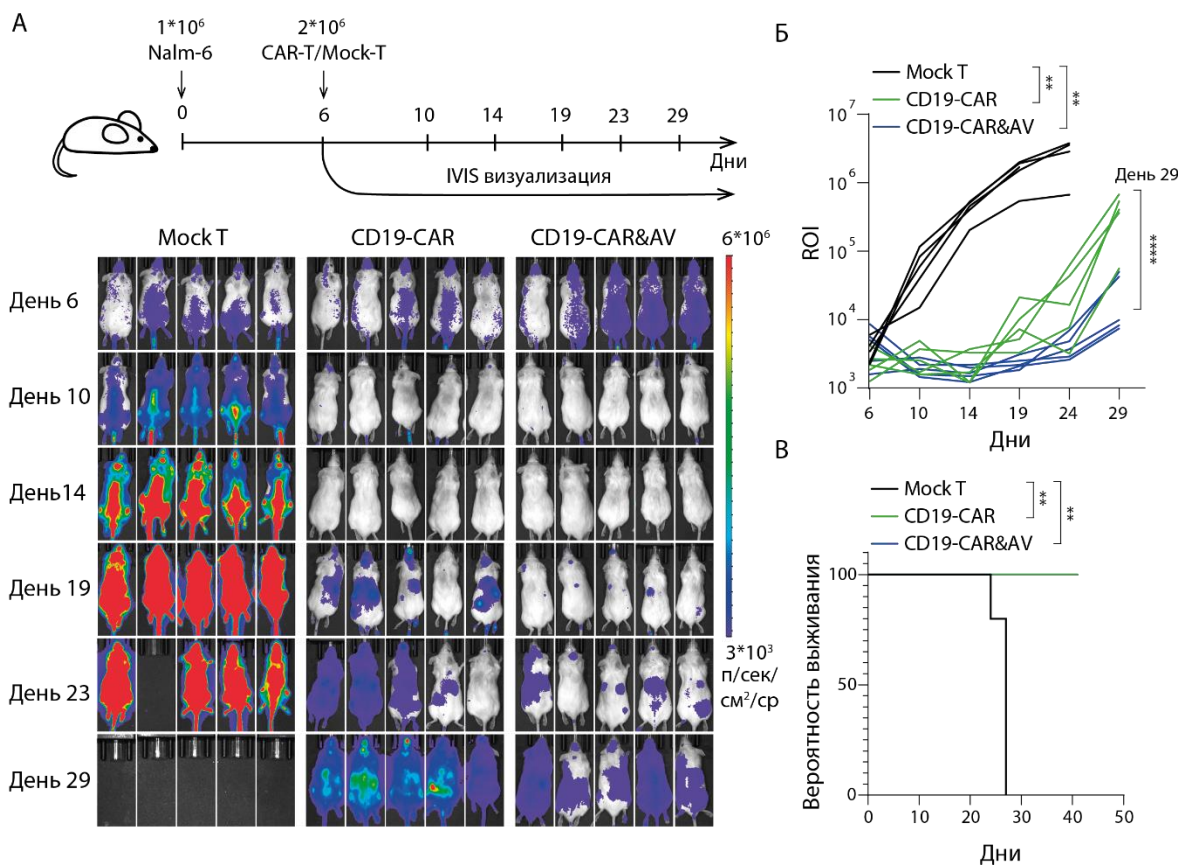 А
1*10⁶
Nalm-6
2*10⁶
CAR-T/Mock-T
0 6 10 14 19 23 29
Дни
IVIS визуализация
Mock T CD19-CAR CD19-CAR&AV
6*10⁶
День 6
День 10
День14
День 19
День 23
День 29
3*10³
п/сек/
см²/ср
Б
Mock T
CD19-CAR
CD19-CAR&AV
**
**
10⁷
10⁶
10⁵
10⁴
10³
ROI
День 29
****
6 10 14 19 24 29
Дни
В
Mock T
CD19-CAR
CD19-CAR&AV
**
**
100
50
0
Вероятность выживания
0 10 20 30 40 50
Дни